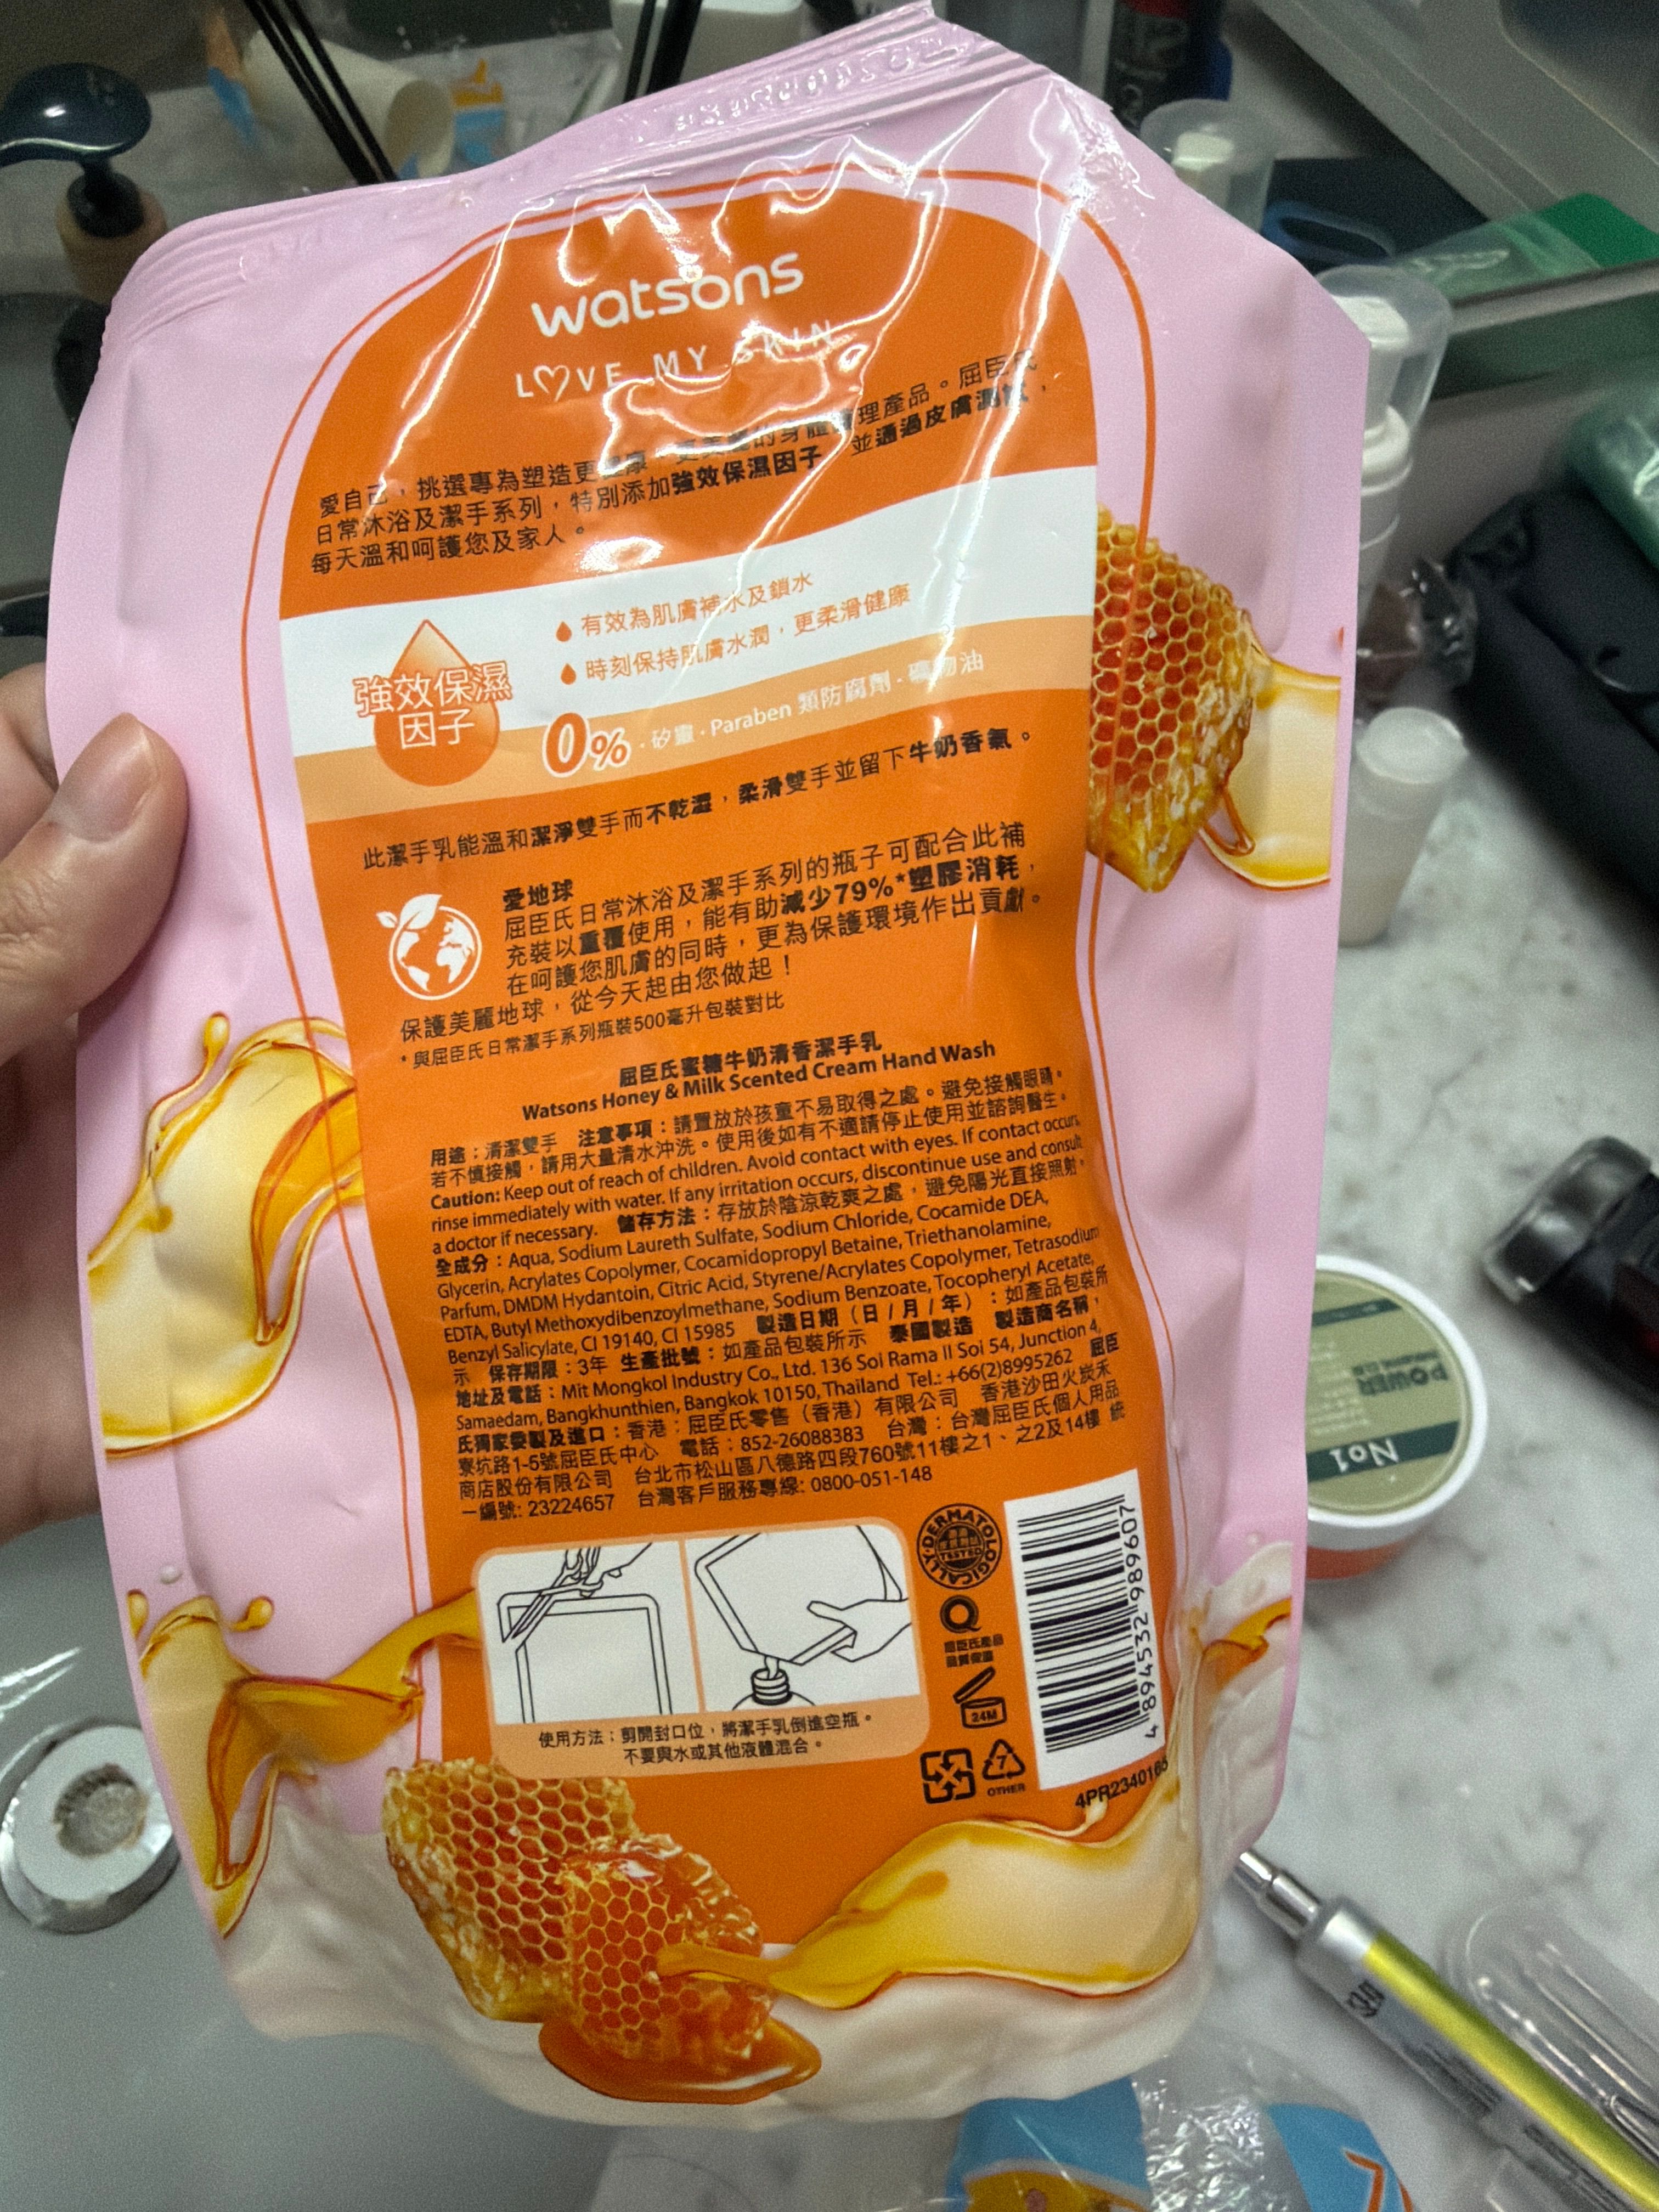 watsons
LOVE MY SKIN
愛自己，挑選專為塑造更健康、更美麗的身體護理產品。屈臣氏
日常沐浴及潔手系列，特別添加強效保濕因子，並通過皮膚測試，
每天溫和呵護您及家人。
強效保濕
因子
有效為肌膚補水及鎖水
時刻保持肌膚水潤，更柔滑健康
0% · 矽靈 · Paraben 類防腐劑 · 礦物油
此潔手乳能溫和潔淨雙手而不乾澀，柔滑雙手並留下牛奶香氣。
愛地球
屈臣氏日常沐浴及潔手系列的瓶子可配合此補
充裝以重覆使用，能有助減少79%*塑膠消耗，
在呵護您肌膚的同時，更為保護環境作出貢獻。
保護美麗地球，從今天起由您做起！
*與屈臣氏日常潔手系列瓶裝500毫升包裝對比
屈臣氏蜜糖牛奶清香潔手乳
Watsons Honey & Milk Scented Cream Hand Wash
用途：清潔雙手 注意事項：請置放於孩童不易取得之處。避免接觸眼睛。
若不慎接觸，請用大量清水沖洗。使用後如有不適請停止使用並諮詢醫生。
Caution: Keep out of reach of children. Avoid contact with eyes. If contact occurs,
rinse immediately with water. If any irritation occurs, discontinue use and consult
a doctor if necessary. 儲存方法：存放於陰涼乾爽之處，避免陽光直接照射。
全成分：Aqua, Sodium Laureth Sulfate, Sodium Chloride, Cocamide DEA,
Glycerin, Acrylates Copolymer, Cocamidopropyl Betaine, Triethanolamine,
Parfum, DMDM Hydantoin, Citric Acid, Styrene/Acrylates Copolymer, Tetrasodium
EDTA, Butyl Methoxydibenzoylmethane, Sodium Benzoate, Tocopheryl Acetate,
Benzyl Salicylate, CI 19140, CI 15985 製造日期（日/月/年）：如產品包裝所
示 保存期限：3年 生產批號：如產品包裝所示 泰國製造 製造商名稱，
地址及電話：Mit Mongkol Industry Co., Ltd. 136 Soi Rama II Soi 54, Junction 4,
Samaedam, Bangkhunthien, Bangkok 10150, Thailand Tel.: +66(2)8995262 屈臣
氏獨家委製及進口：香港：屈臣氏零售（香港）有限公司 香港沙田火炭禾
寮坑路1-5號屈臣氏中心 電話：852-26088383 台灣：台灣屈臣氏個人用品
商店股份有限公司 台北市松山區八德路四段760號11樓之1、之2及14樓 統
一編號: 23224657 台灣客戶服務專線: 0800-051-148
DERMATOLOGICALLY
TESTED
Q
屈臣氏產品
品質保證
24M
7
OTHER
4 894532 989607
4PR2340165
使用方法：剪開封口位，將潔手乳倒進空瓶。
不要與水或其他液體混合。
POWER
No1